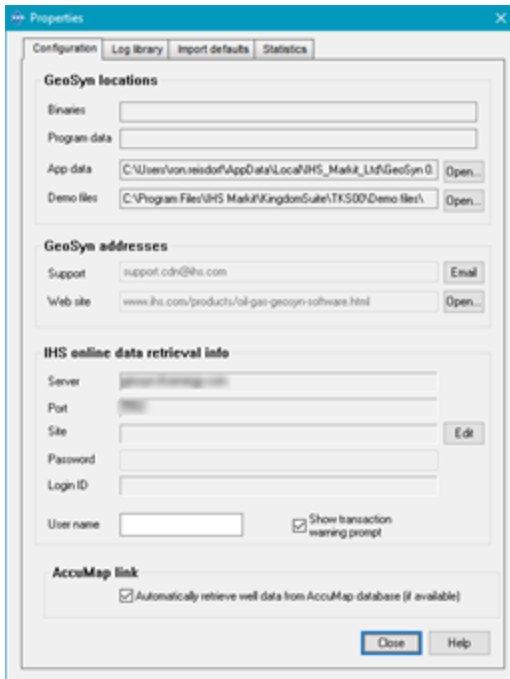 Properties
Configuration Log library Import defaults Statistics
GeoSyn locations
Binaries
Program data
App data C:\Users\von.reisdorf\AppData\Local\IHS_Markit_Ltd\GeoSyn 0. Open...
Demo files C:\Program Files\IHS Markit\KingdomSuite\TKS00\Demo files\ Open...
GeoSyn addresses
Support support.cdn@ihs.com Email
Web site www.ihs.com/products/oil-gas-geosyn-software.html Open...
IHS online data retrieval info
Server
Port
Site Edit
Password
Login ID
User name Show transaction
warning prompt
AccuMap link
Automatically retrieve well data from AccuMap database (if available)
Close Help